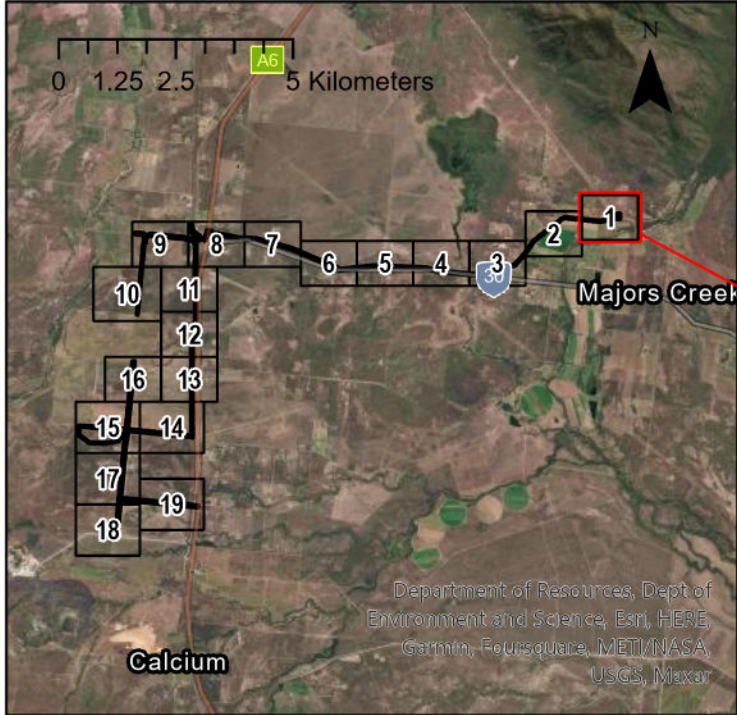 N
A6
0 1.25 2.5 5 Kilometers
1
2
9 8 7 6 5 4 3
30
10 11
Majors Creek
12
16 13
15 14
17
19
18
Department of Resources, Dept of
Environment and Science, Esri, HERE,
Garmin, Foursquare, METI/NASA,
USGS, Maxar
Calcium